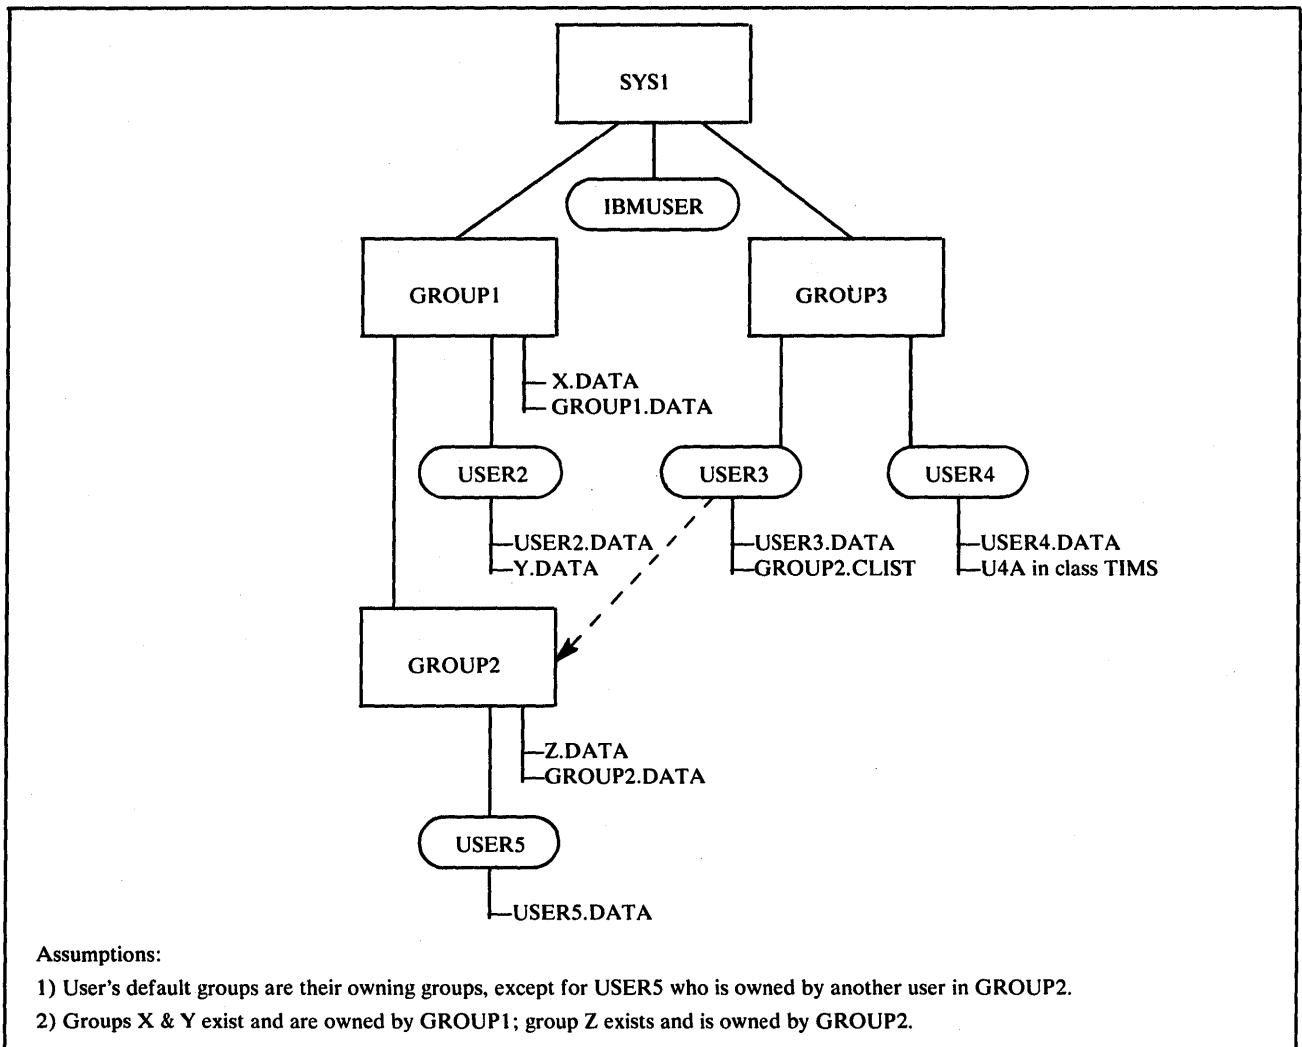 SYS1
IBMUSER
GROUP1
GROUP3
X.DATA
GROUP1.DATA
USER2
USER3
USER4
USER2.DATA
Y.DATA
USER3.DATA
GROUP2.CLIST
USER4.DATA
U4A in class TIMS
GROUP2
Z.DATA
GROUP2.DATA
USER5
USER5.DATA
Assumptions:
1) User's default groups are their owning groups, except for USER5 who is owned by another user in GROUP2.
2) Groups X & Y exist and are owned by GROUP1; group Z exists and is owned by GROUP2.